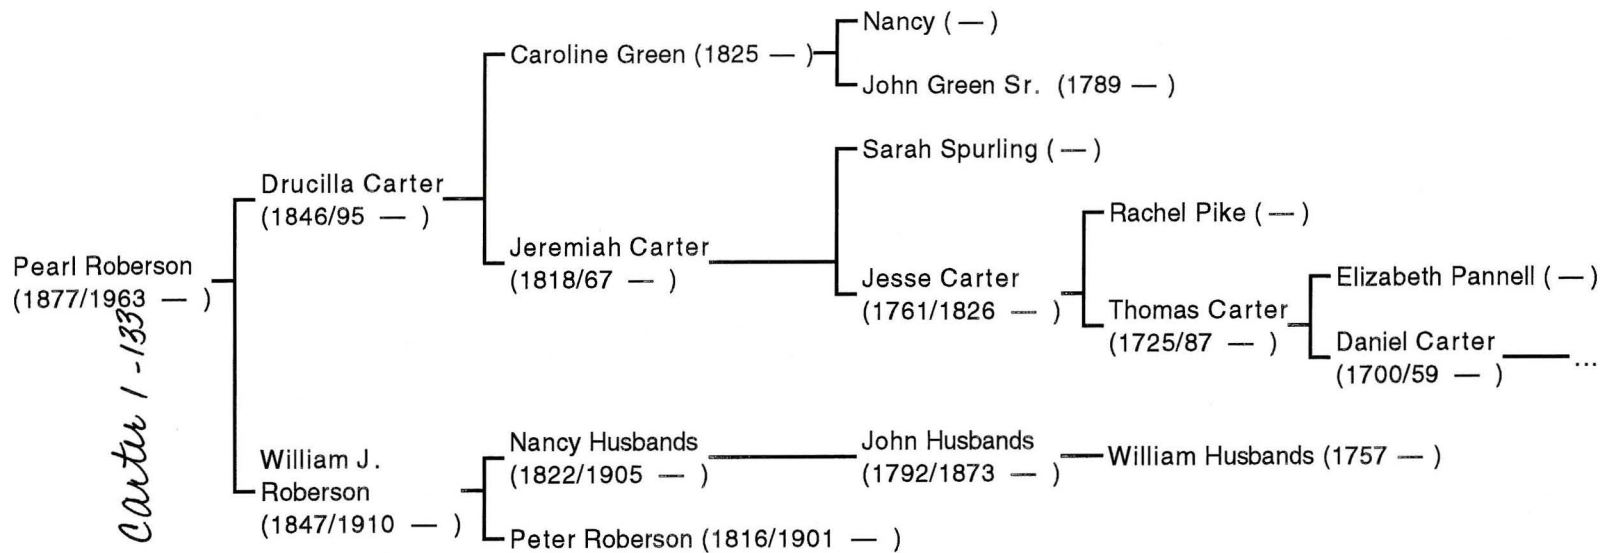 Nancy ( — )
Caroline Green (1825 — )
John Green Sr. (1789 — )
Sarah Spurling ( — )
Drucilla Carter
(1846/95 — )
Rachel Pike ( — )
Jeremiah Carter
(1818/67 — )
Pearl Roberson
(1877/1963 — )
Jesse Carter
(1761/1826 — )
Elizabeth Pannell ( — )
Thomas Carter
(1725/87 — )
Daniel Carter
(1700/59 — )
...
Carter 1-133
Nancy Husbands
(1822/1905 — )
John Husbands
(1792/1873 — )
William Husbands (1757 — )
William J.
Roberson
(1847/1910 — )
Peter Roberson (1816/1901 — )